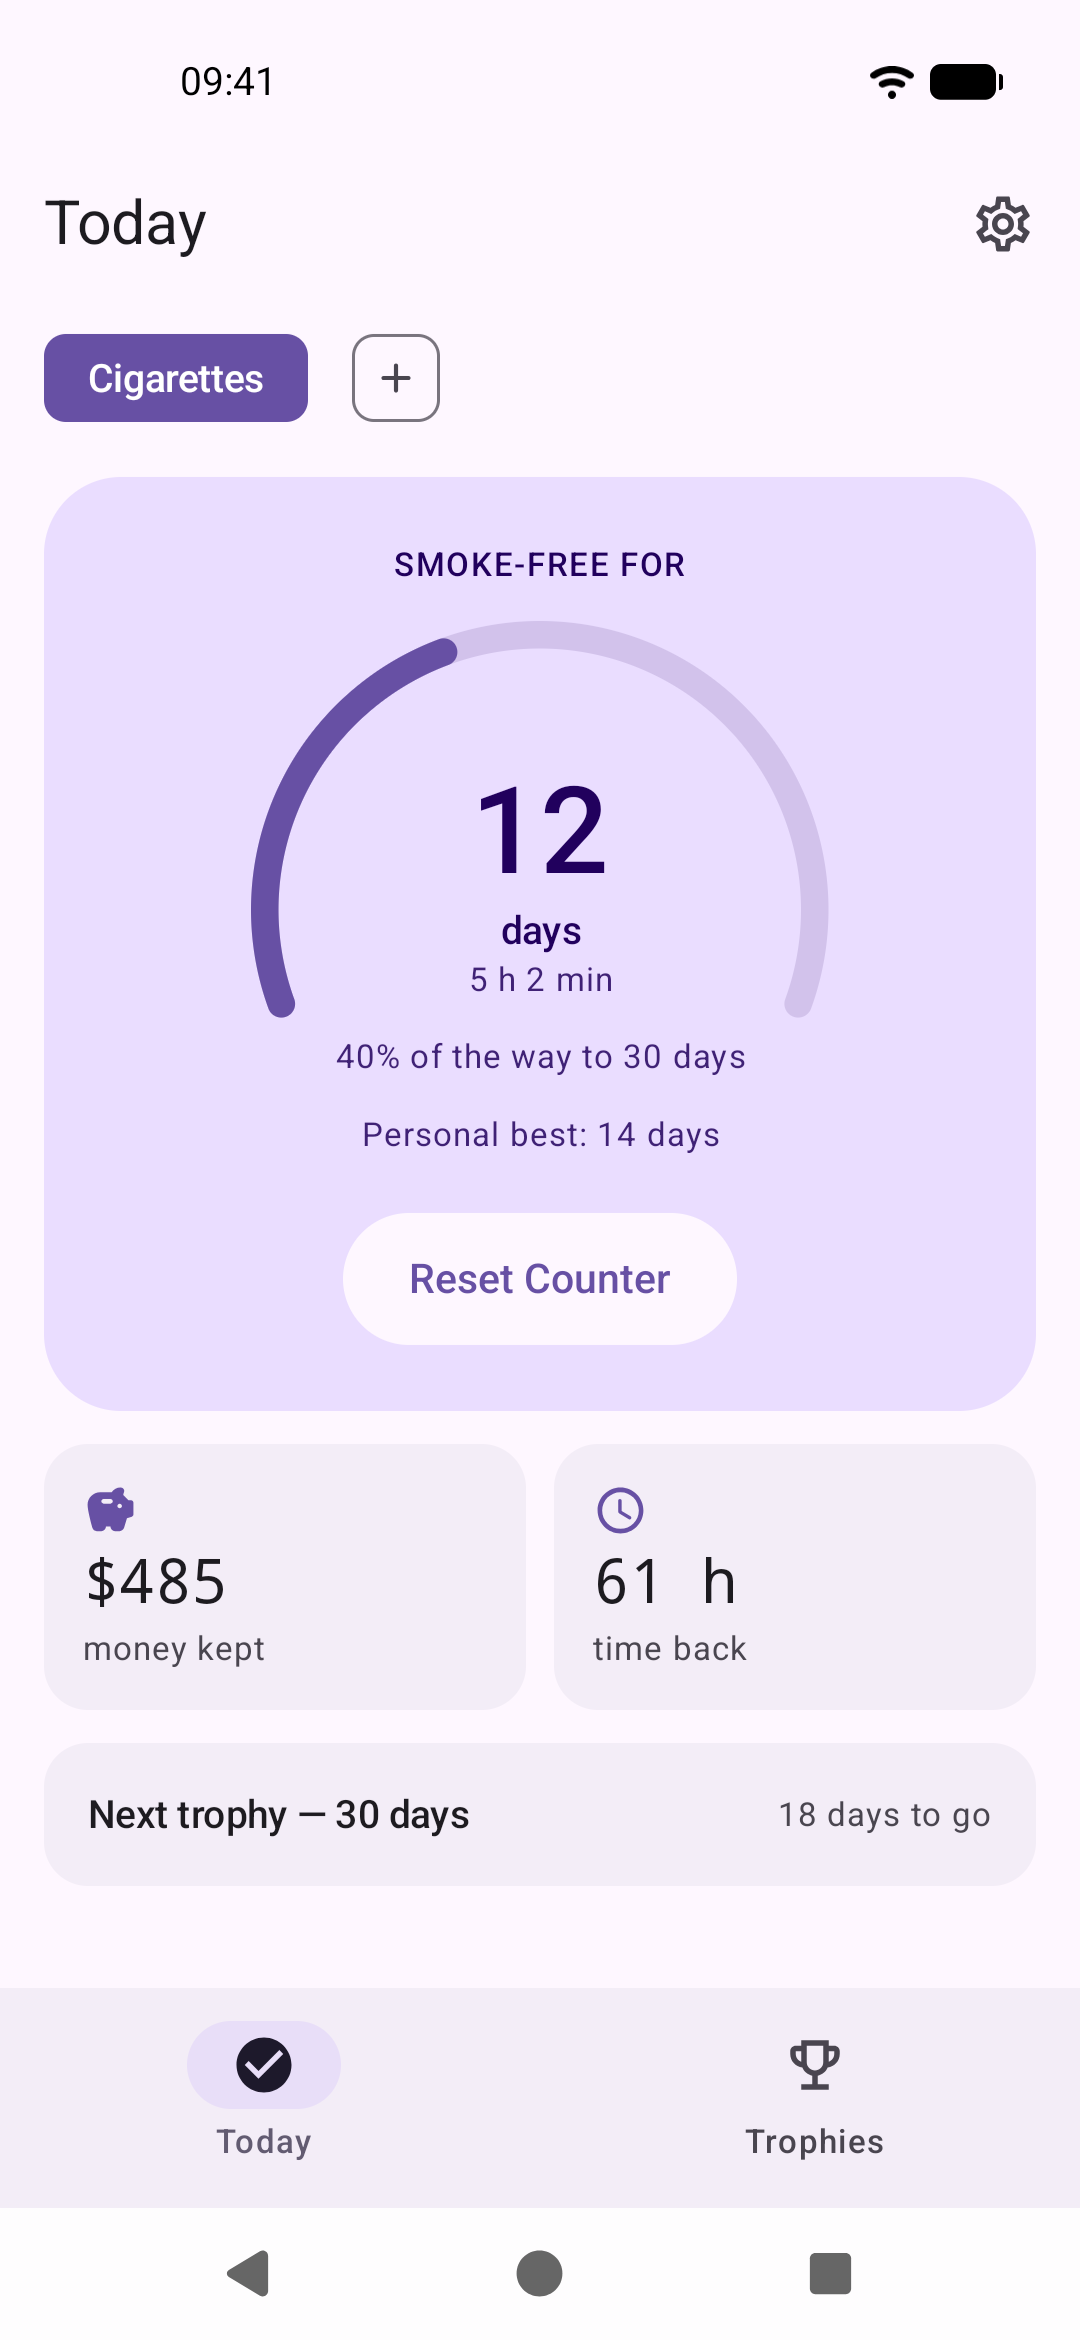 09:41
Today
Cigarettes
SMOKE-FREE FOR
12
days
5 h 2 min
40% of the way to 30 days
Personal best: 14 days
Reset Counter
$485
money kept
61 h
time back
Next trophy — 30 days
18 days to go
Today
Trophies